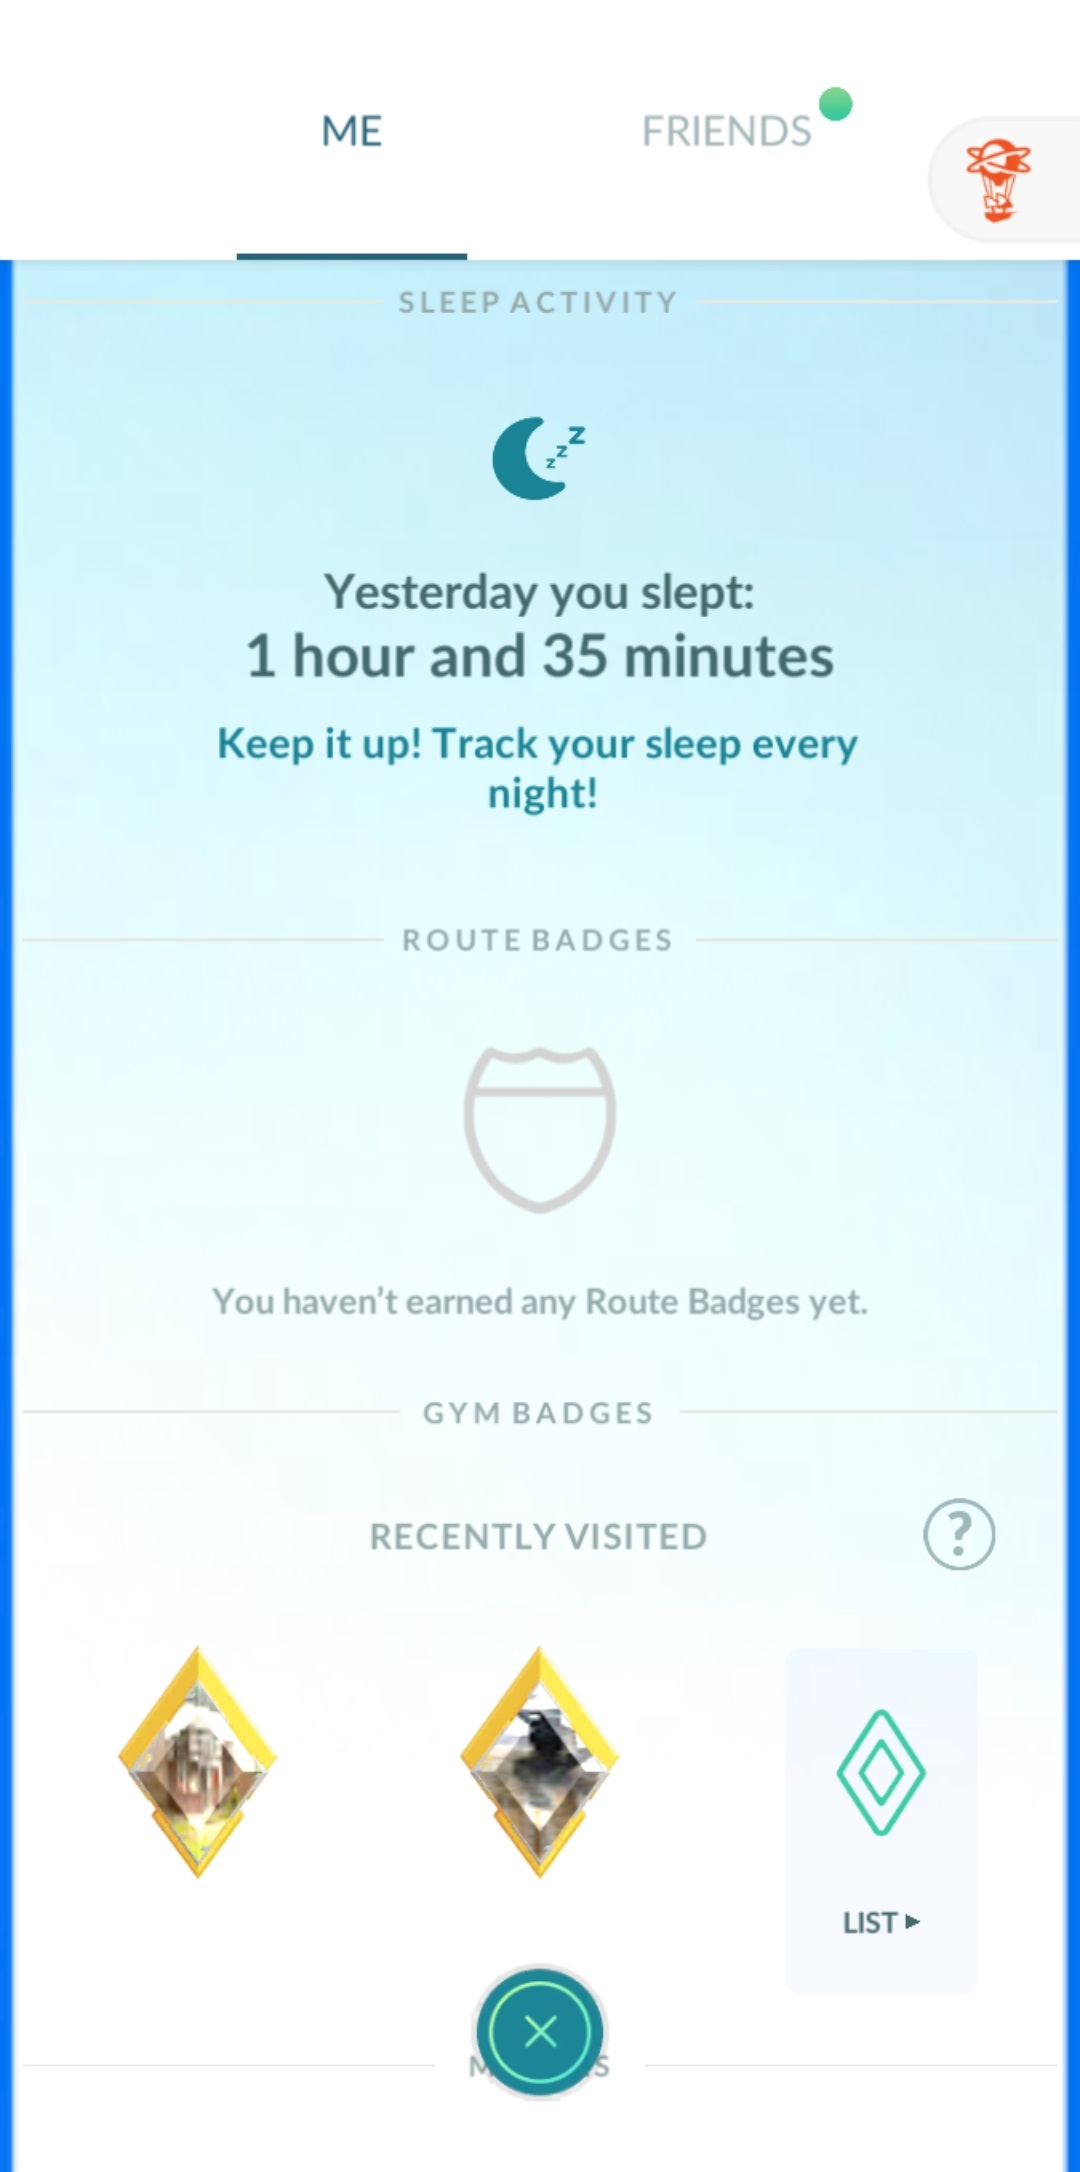 ME
FRIENDS
SLEEP ACTIVITY
z z z
Yesterday you slept:
1 hour and 35 minutes
Keep it up! Track your sleep every
night!
ROUTE BADGES
You haven't earned any Route Badges yet.
GYM BADGES
RECENTLY VISITED
?
LIST ▸